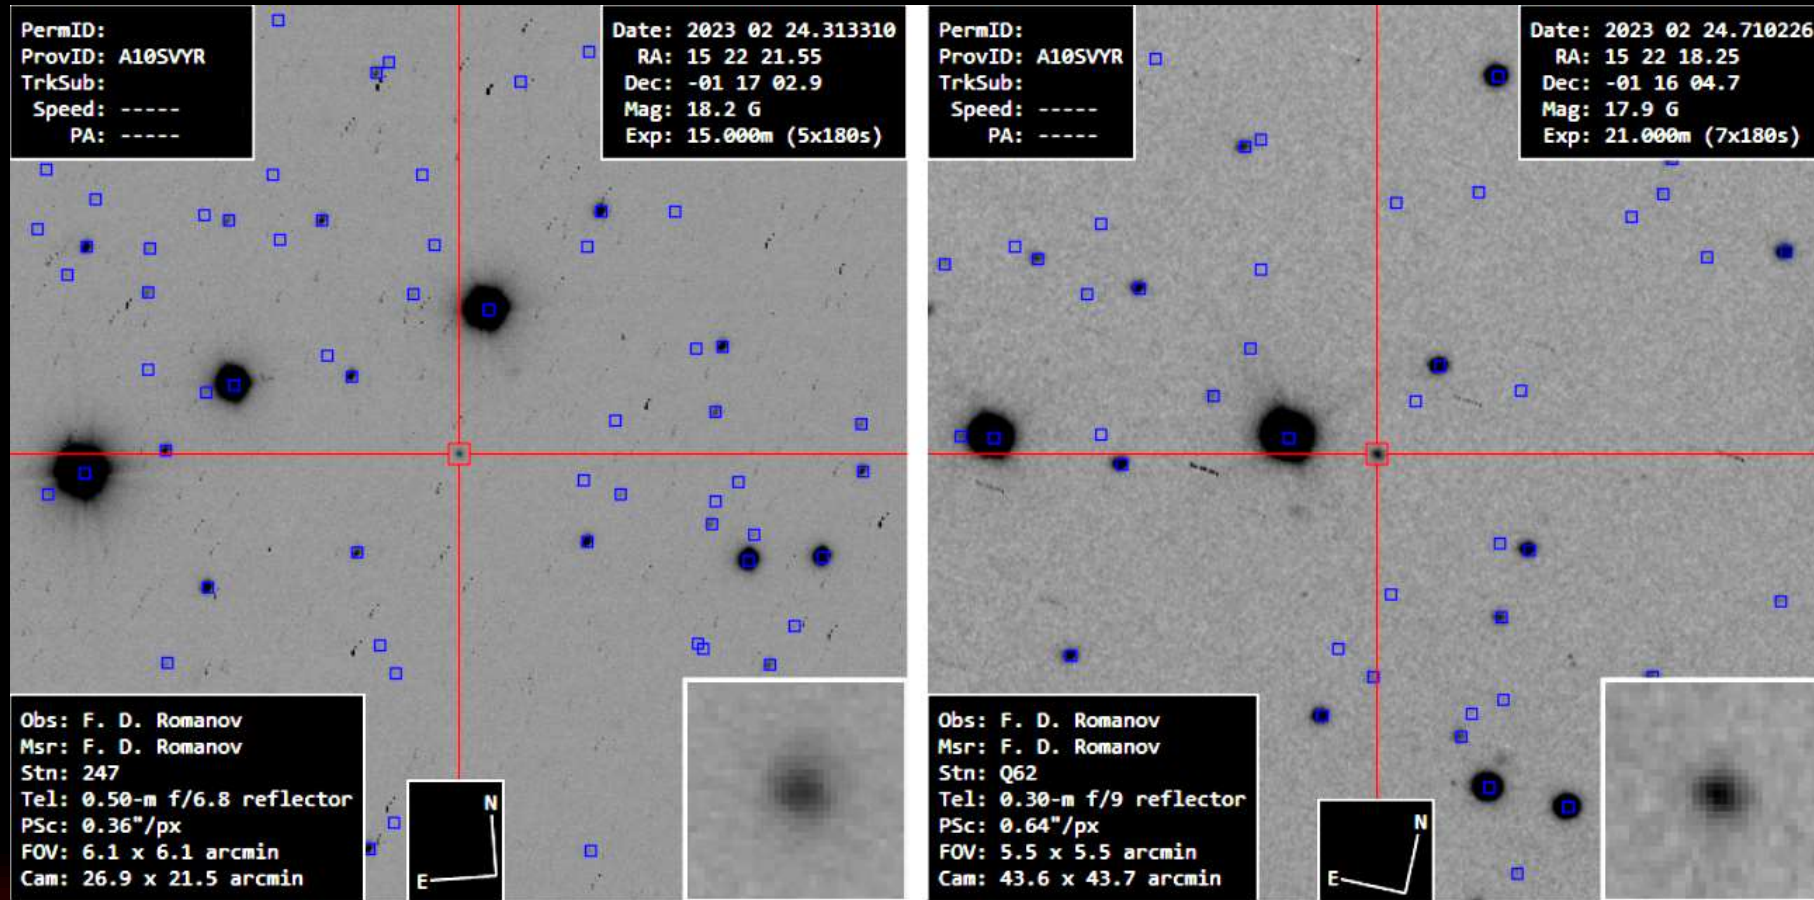 PermID:
ProvID: A10SVYR
TrkSub:
Speed: -----
PA: -----
Date: 2023 02 24.313310
RA: 15 22 21.55
Dec: -01 17 02.9
Mag: 18.2 G
Exp: 15.000m (5x180s)
Obs: F. D. Romanov
Msr: F. D. Romanov
Stn: 247
Tel: 0.50-m f/6.8 reflector
PSc: 0.36"/px
FOV: 6.1 x 6.1 arcmin
Cam: 26.9 x 21.5 arcmin
N
E
PermID:
ProvID: A10SVYR
TrkSub:
Speed: -----
PA: -----
Date: 2023 02 24.710226
RA: 15 22 18.25
Dec: -01 16 04.7
Mag: 17.9 G
Exp: 21.000m (7x180s)
Obs: F. D. Romanov
Msr: F. D. Romanov
Stn: Q62
Tel: 0.30-m f/9 reflector
PSc: 0.64"/px
FOV: 5.5 x 5.5 arcmin
Cam: 43.6 x 43.7 arcmin
N
E